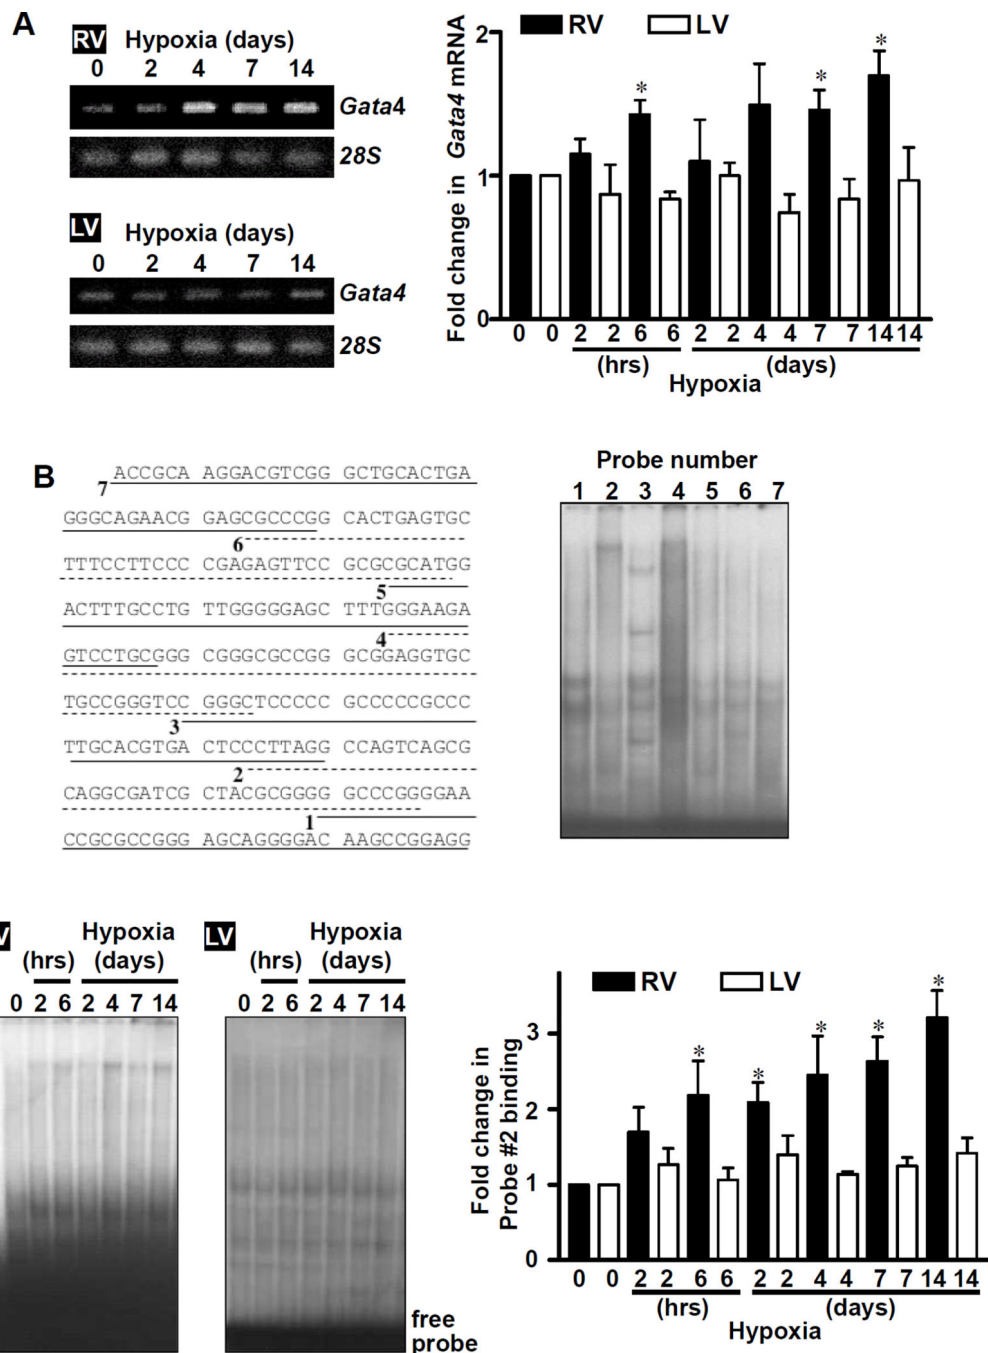 A
RV Hypoxia (days)
0 2 4 7 14
Gata4
28S
LV Hypoxia (days)
0 2 4 7 14
Gata4
28S
RV LV
Fold change in Gata4 mRNA
2
1
0
* * *
0 0 2 2 6 6 2 2 4 4 7 7 14 14
(hrs) (days)
Hypoxia
B
ACCGCA AGGACGTCGG GCTGCACTGA
7
GGGCAGAACG GAGCGCCCGG CACTGAGTGC
6
TTTCCTTCCC CGAGAGTTCC GCGCGCATGG
5
ACTTTGCCTG TTGGGGGAGC TTTGGGAAGA
4
GTCCTGCGGG CGGGCGCCGG GCGGAGGTGC
TGCCGGGTCC GGGCTCCCCC GCCCCCGCCC
3
TTGCACGTGA CTCCCTTAGG CCAGTCAGCG
2
CAGGCGATCG CTACGCGGGG GCCCGGGGAA
1
CCGCGCCGGG AGCAGGGGAC AAGCCGGAGG
Probe number
1 2 3 4 5 6 7
V Hypoxia
(hrs) (days)
0 2 6 2 4 7 14
LV Hypoxia
(hrs) (days)
0 2 6 2 4 7 14
free
probe
RV LV
Fold change in
Probe #2 binding
3
2
1
0
* * * * *
0 0 2 2 6 6 2 2 4 4 7 7 14 14
(hrs) (days)
Hypoxia